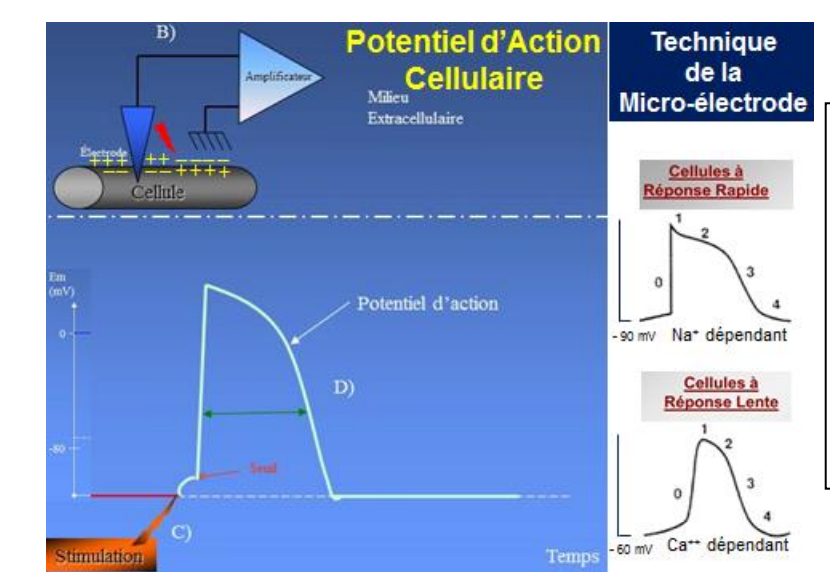 B)
Potentiel d'Action
Cellulaire
Amplificateur
Milieu
Extracellulaire
Électrode
+++ ++ ––––
–– –– ++++
Cellule
Em
(mV)
0
-80
Potentiel d'action
D)
Seuil
C)
Stimulation
Temps
Technique
de la
Micro-électrode
Cellules à
Réponse Rapide
1
2
0
3
4
- 90 mV Na⁺ dépendant
Cellules à
Réponse Lente
1
2
0
3
4
- 60 mV Ca⁺⁺ dépendant